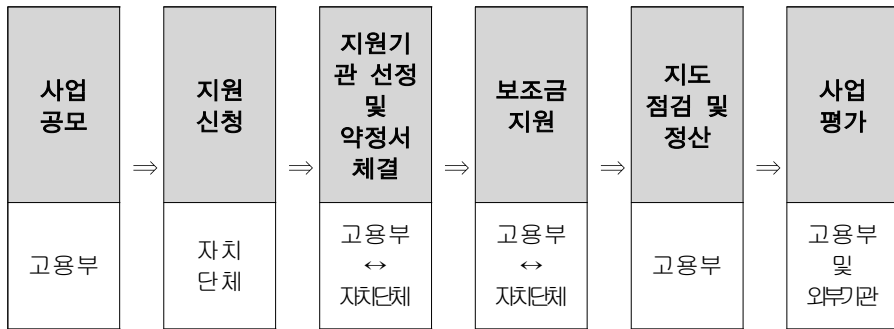 사업
공모
지원
신청
지원기
관 선정
및
약정서
체결
보조금
지원
지도
점검 및
정산
사업
평가
⇒
⇒
⇒
⇒
⇒
고용부
자치
단체
고용부
↔
자치단체
고용부
↔
자치단체
고용부
고용부
및
외부기관